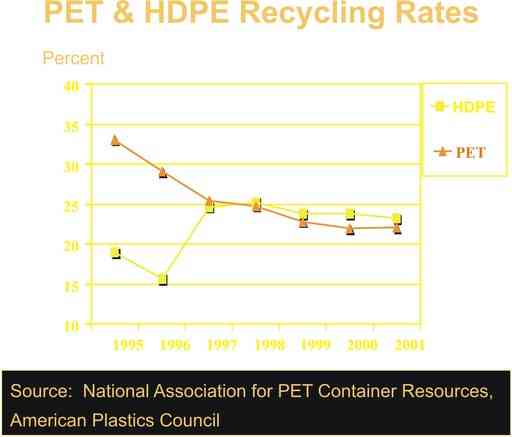 PET & HDPE Recycling Rates
Percent
40
35
30
25
20
15
10
HDPE
PET
1995 1996 1997 1998 1999 2000 2001
Source: National Association for PET Container Resources,
American Plastics Council